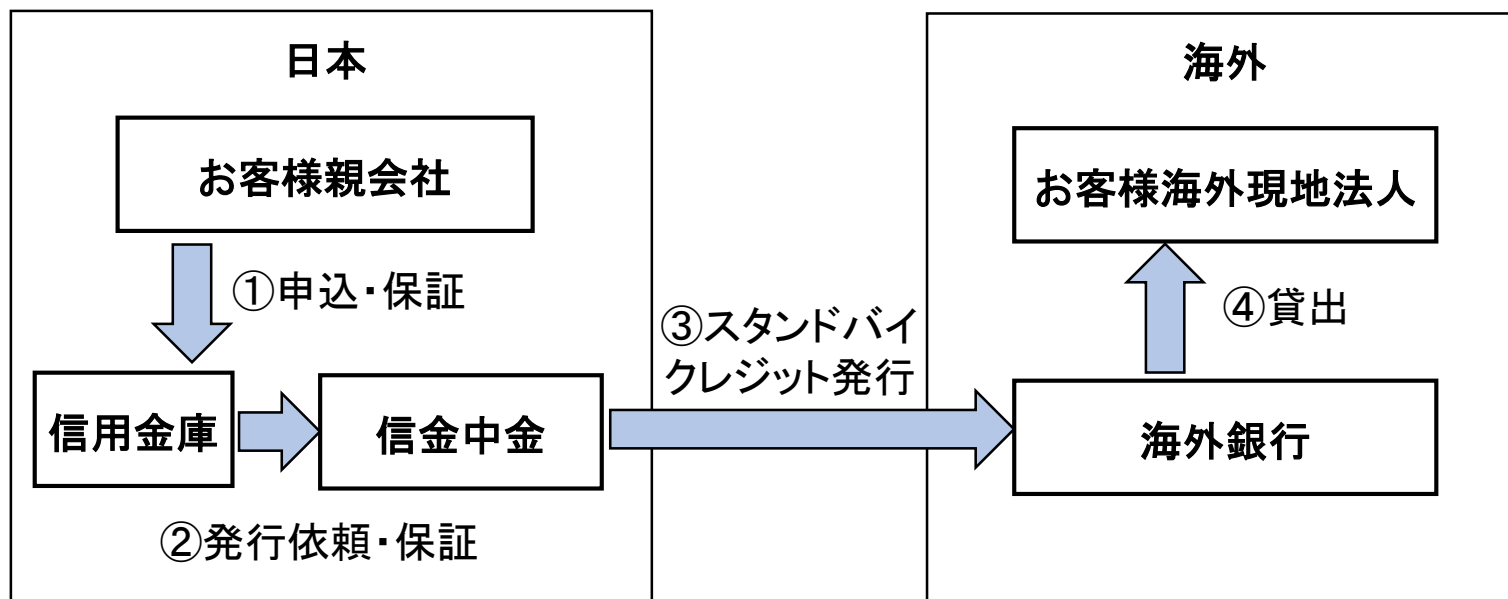 日本
お客様親会社
①申込・保証
信用金庫
信金中金
②発行依頼・保証
③スタンドバイ
クレジット発行
海外
お客様海外現地法人
④貸出
海外銀行